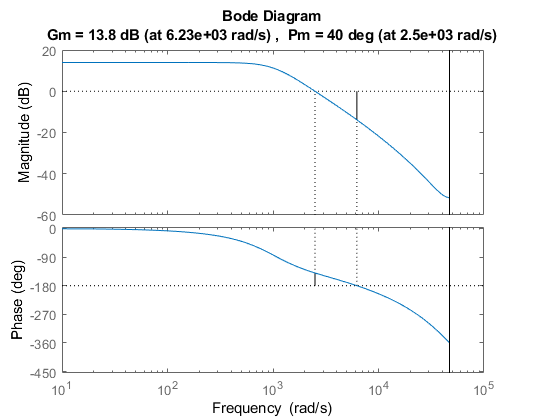 Bode Diagram
Gm = 13.8 dB (at 6.23e+03 rad/s) , Pm = 40 deg (at 2.5e+03 rad/s)
20
0
-20
-40
-60
Magnitude (dB)
0
-90
-180
-270
-360
-450
Phase (deg)
10^1 10^2 10^3 10^4 10^5
Frequency (rad/s)